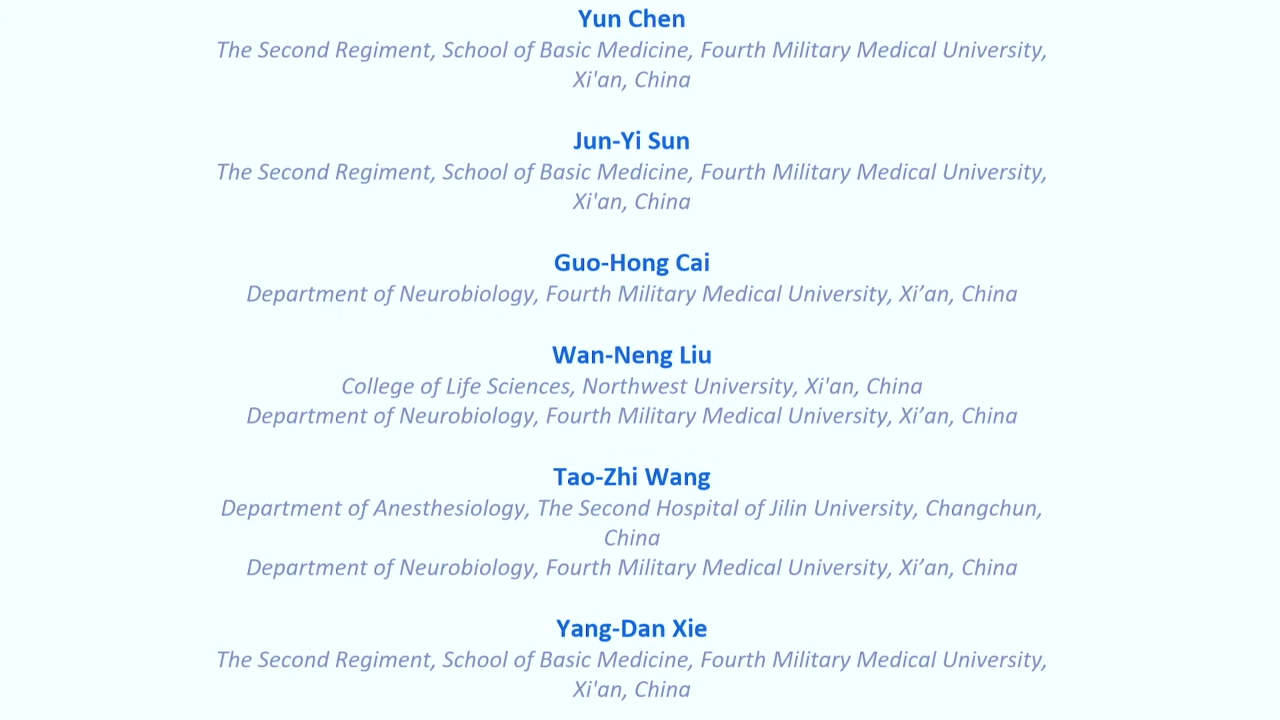 Yun Chen
The Second Regiment, School of Basic Medicine, Fourth Military Medical University,
Xi'an, China
Jun-Yi Sun
The Second Regiment, School of Basic Medicine, Fourth Military Medical University,
Xi'an, China
Guo-Hong Cai
Department of Neurobiology, Fourth Military Medical University, Xi’an, China
Wan-Neng Liu
College of Life Sciences, Northwest University, Xi'an, China
Department of Neurobiology, Fourth Military Medical University, Xi’an, China
Tao-Zhi Wang
Department of Anesthesiology, The Second Hospital of Jilin University, Changchun,
China
Department of Neurobiology, Fourth Military Medical University, Xi’an, China
Yang-Dan Xie
The Second Regiment, School of Basic Medicine, Fourth Military Medical University,
Xi'an, China